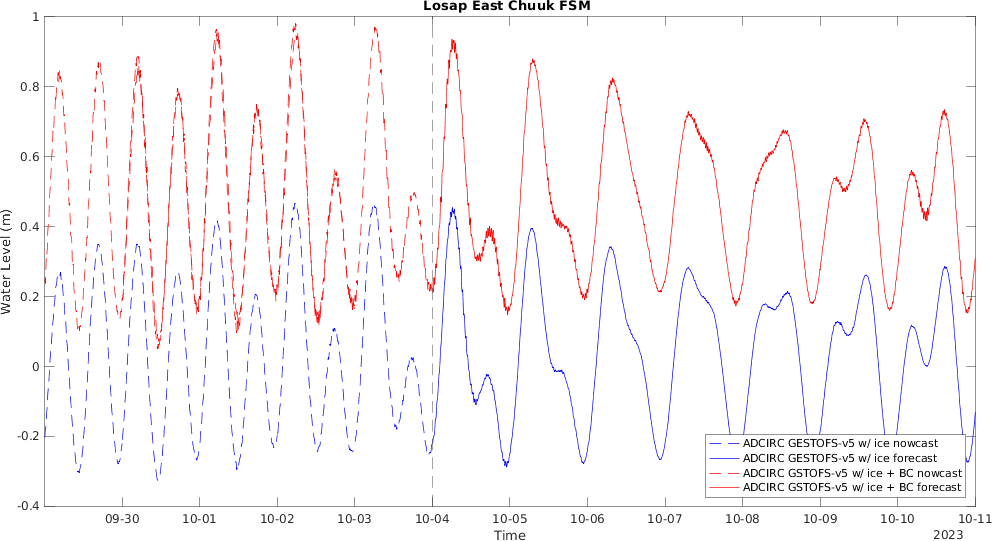 Losap East Chuuk FSM
Water Level (m)
1
0.8
0.6
0.4
0.2
0
-0.2
-0.4
ADCIRC GESTOFS-v5 w/ ice nowcast
ADCIRC GESTOFS-v5 w/ ice forecast
ADCIRC GSTOFS-v5 w/ ice + BC nowcast
ADCIRC GSTOFS-v5 w/ ice + BC forecast
09-30 10-01 10-02 10-03 10-04 10-05 10-06 10-07 10-08 10-09 10-10 10-11
Time
2023